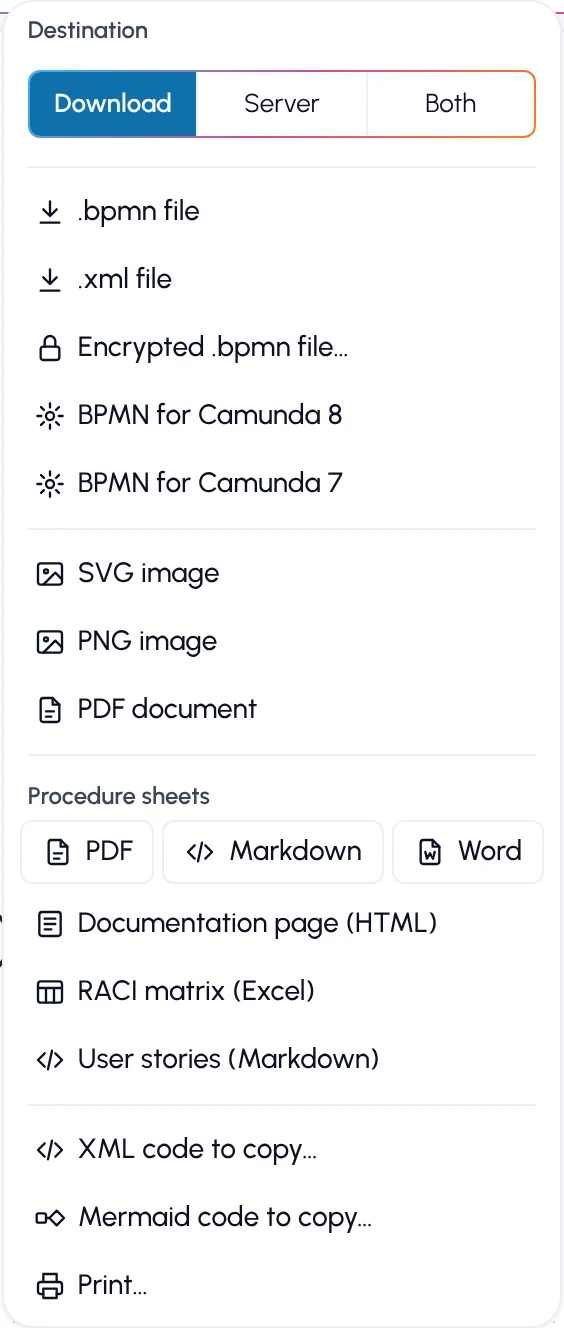 Destination
Download Server Both
.bpmn file
.xml file
Encrypted .bpmn file...
BPMN for Camunda 8
BPMN for Camunda 7
SVG image
PNG image
PDF document
Procedure sheets
PDF Markdown Word
Documentation page (HTML)
RACI matrix (Excel)
User stories (Markdown)
XML code to copy...
Mermaid code to copy...
Print...